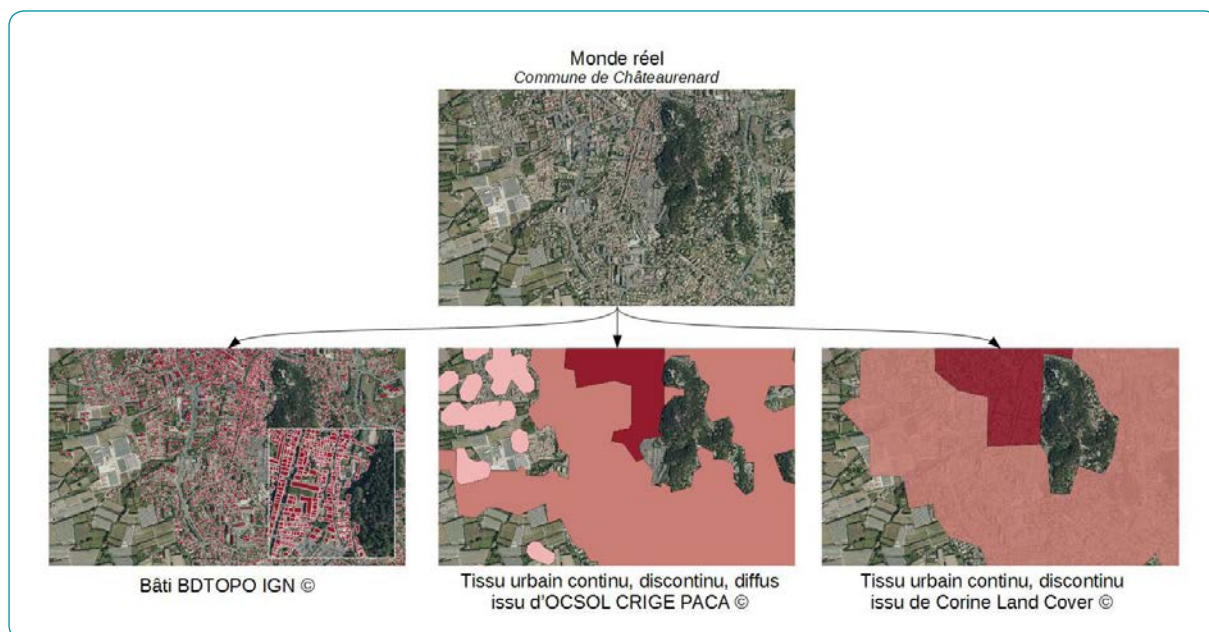 Monde réel
Commune de Châteaurenard
Bâti BDTOPO IGN ©
Tissu urbain continu, discontinu, diffus
issu d'OCSOL CRIGE PACA ©
Tissu urbain continu, discontinu
issu de Corine Land Cover ©